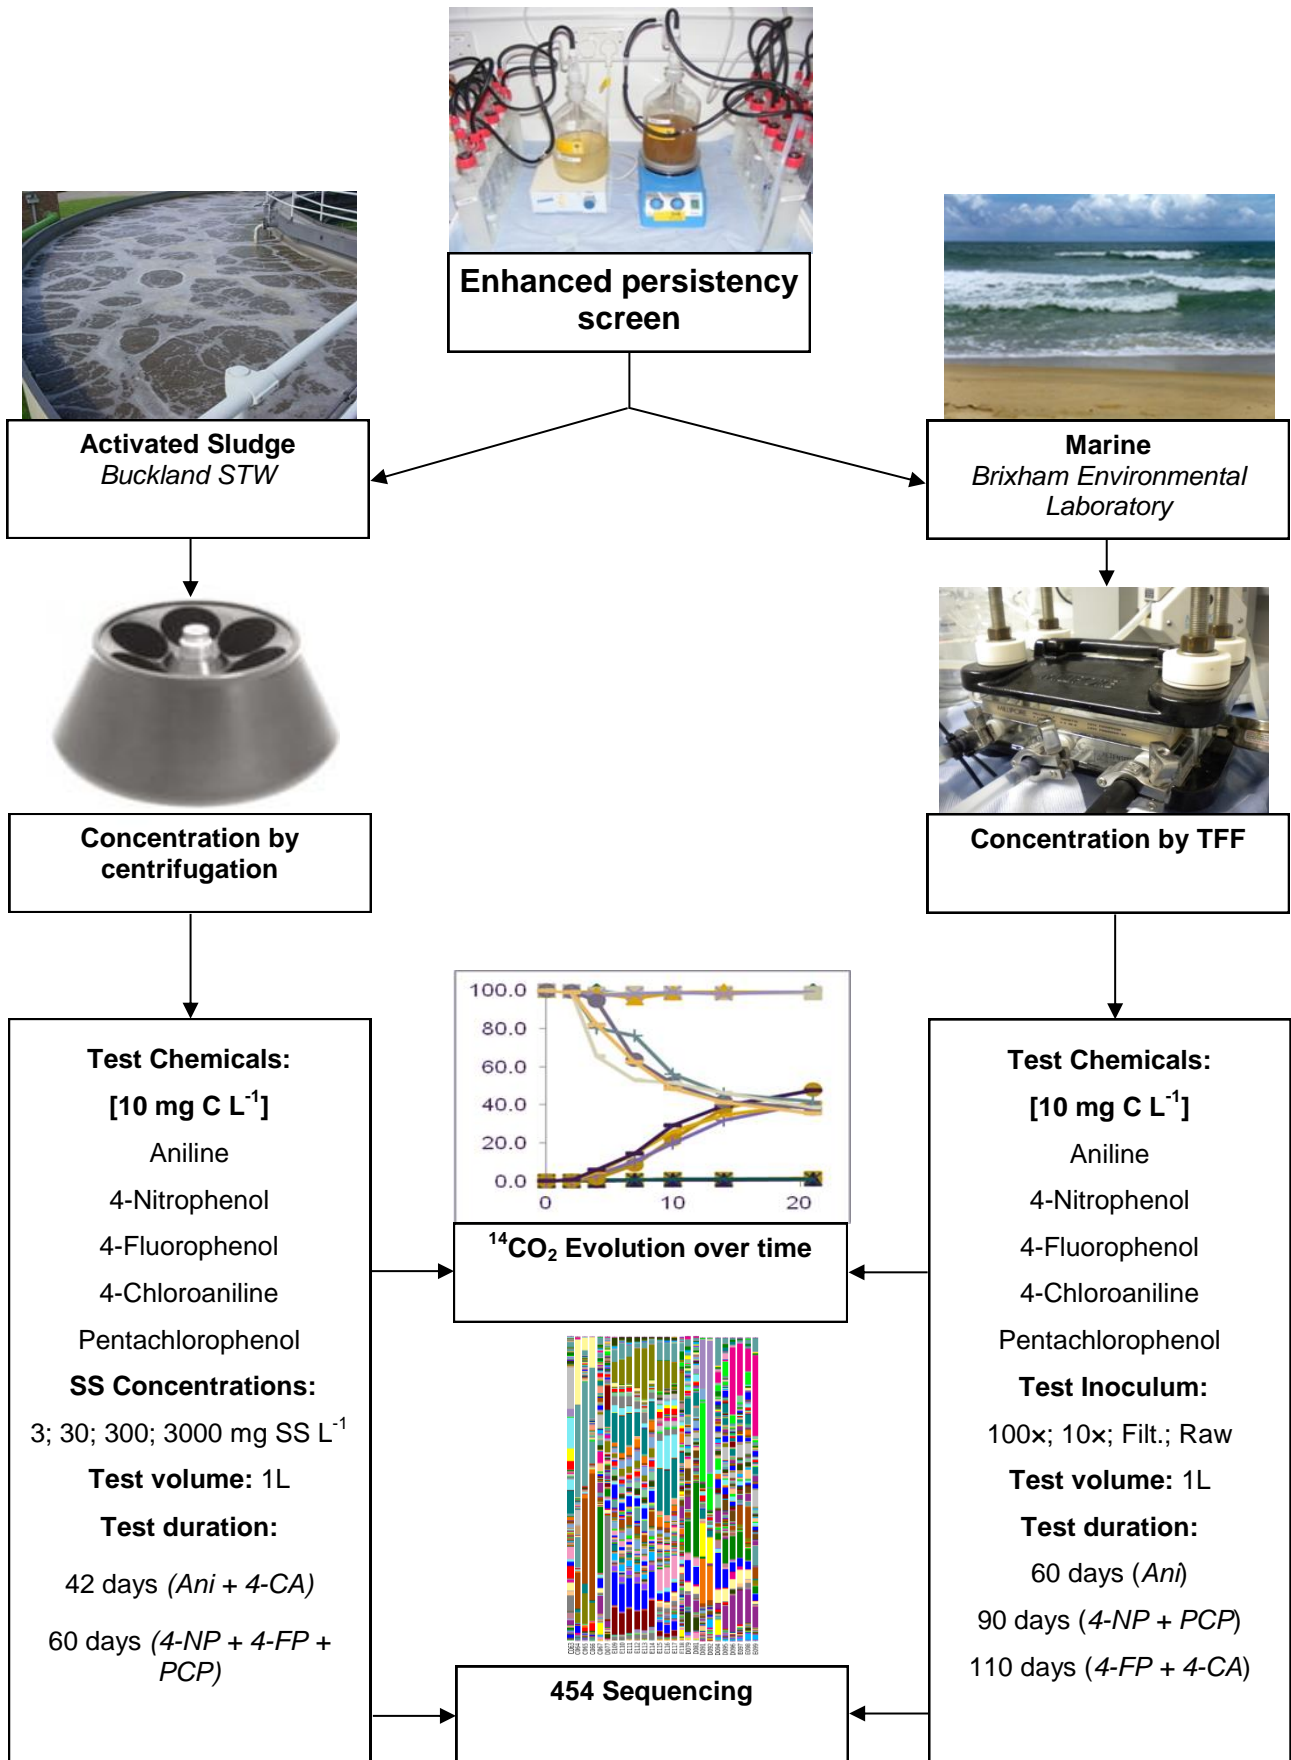 Enhanced persistency
screen
Activated Sludge
Buckland STW
Marine
Brixham Environmental
Laboratory
Concentration by
centrifugation
Concentration by TFF
Test Chemicals:
[10 mg C L⁻¹]
Aniline
4-Nitrophenol
4-Fluorophenol
4-Chloroaniline
Pentachlorophenol
SS Concentrations:
3; 30; 300; 3000 mg SS L⁻¹
Test volume: 1L
Test duration:
42 days (Ani + 4-CA)
60 days (4-NP + 4-FP +
PCP)
100.0
80.0
60.0
40.0
20.0
0.0
0 10 20
¹⁴CO₂ Evolution over time
454 Sequencing
Test Chemicals:
[10 mg C L⁻¹]
Aniline
4-Nitrophenol
4-Fluorophenol
4-Chloroaniline
Pentachlorophenol
Test Inoculum:
100×; 10×; Filt.; Raw
Test volume: 1L
Test duration:
60 days (Ani)
90 days (4-NP + PCP)
110 days (4-FP + 4-CA)